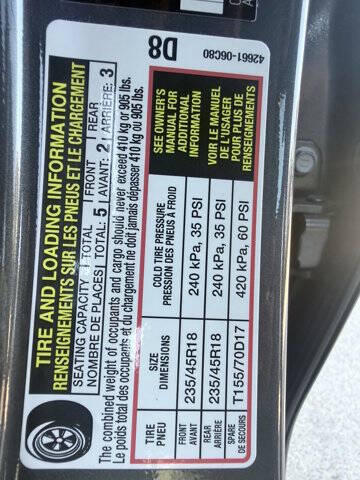 TIRE AND LOADING INFORMATION
RENSEIGNEMENTS SUR LES PNEUS ET LE CHARGEMENT
SEATING CAPACITY TOTAL FRONT REAR
NOMBRE DE PLACES TOTAL: 5 AVANT: 2 ARRIÈRE: 3
The combined weight of occupants and cargo should never exceed 410 kg or 905 lbs.
Le poids total des occupants et du chargement ne doit jamais dépasser 410 kg ou 905 lbs.
TIRE PNEU SIZE DIMENSIONS COLD TIRE PRESSURE PRESSION DES PNEUS À FROID
FRONT AVANT 235/45R18 240 kPa, 35 PSI
REAR ARRIÈRE 235/45R18 240 kPa, 35 PSI
SPARE DE SECOURS T155/70D17 420 kPa, 60 PSI
SEE OWNER'S
MANUAL FOR
ADDITIONAL
INFORMATION
VOIR LE MANUEL
DE L'USAGER
POUR PLUS DE
RENSEIGNEMENTS
D8
42661-06C80